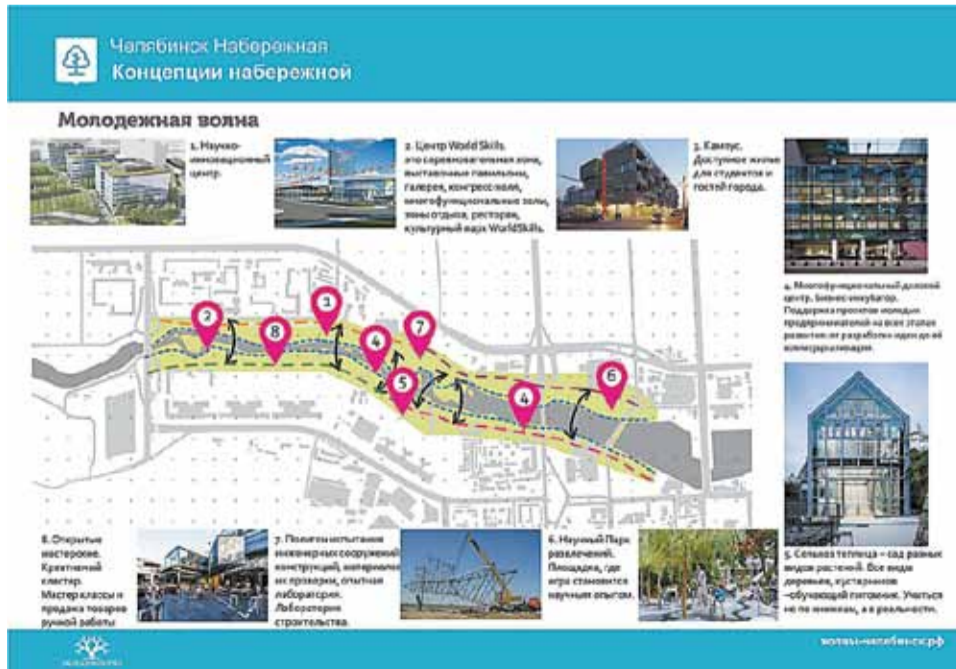 Челябинск Набережная
Концепции набережной
Молодежная волна
1. Научно-
инновационный
центр.
2. Центр World Skills.
это соревновательная зона,
выставочные павильоны,
галерея, конгресс-холл,
многофункциональные залы,
зоны отдыха, ресторан,
культурный парк WorldSkills.
3. Кампус.
Доступное жилье
для студентов и
гостей города.
4. Многофункциональный деловой
центр. Бизнес-инкубатор.
Поддержка проектов молодых
предпринимателей на всех этапах
развития: от разработки идеи до её
коммерциализации.
2
8
1
4
7
5
4
6
8. Открытые
мастерские.
Креативный
кластер.
Мастер классы и
продажа товаров
ручной работы
7. Полигон испытания
инженерных сооружений,
конструкций, материалов
их проверки, опытная
лаборатория.
Лаборатория
строительства.
6. Научный Парк
развлечений.
Площадка, где
игра становится
научным опытом.
5. теплица – сад разных
видов растений. Все виды
деревьев, кустарников
–обучающий питомник. Учиться
не по книжкам, а в реальности.